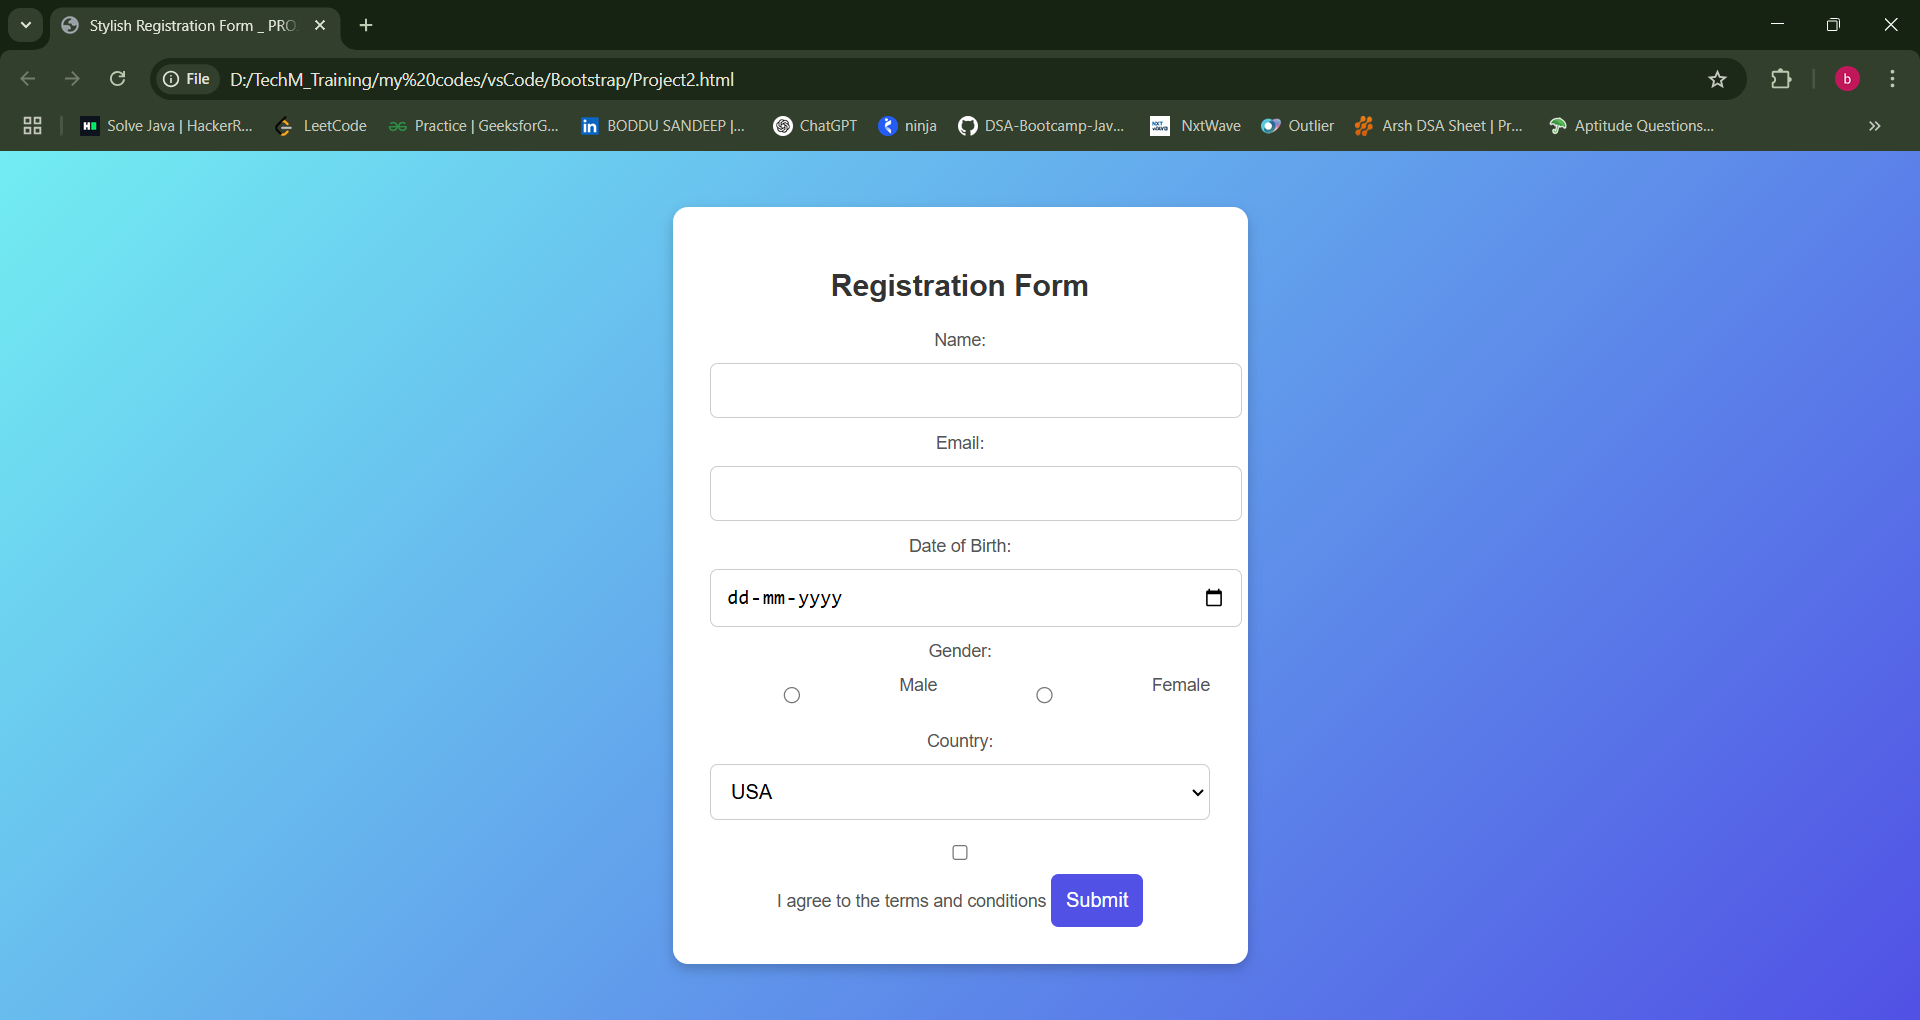 Stylish Registration Form _ PRO
File D:/TechM_Training/my%20codes/vsCode/Bootstrap/Project2.html b
Solve Java | HackerR... LeetCode Practice | GeeksforG... BODDU SANDEEP |... ChatGPT ninja DSA-Bootcamp-Jav... NxtWave Outlier Arsh DSA Sheet | Pr... Aptitude Questions...
Registration Form
Name:
Email:
Date of Birth:
dd-mm-yyyy
Gender:
Male Female
Country:
USA
I agree to the terms and conditions Submit